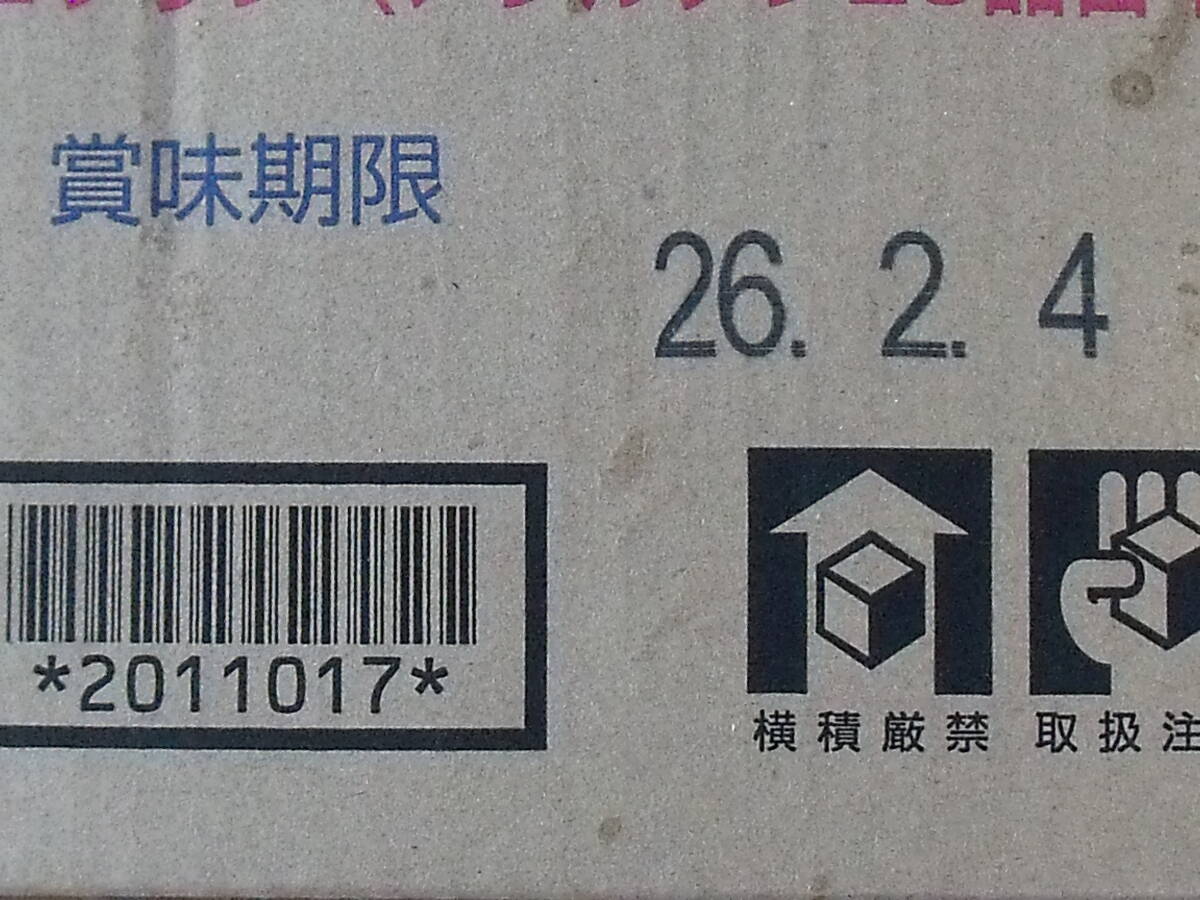 賞味期限
26. 2. 4
*2011017*
横積厳禁 取扱注